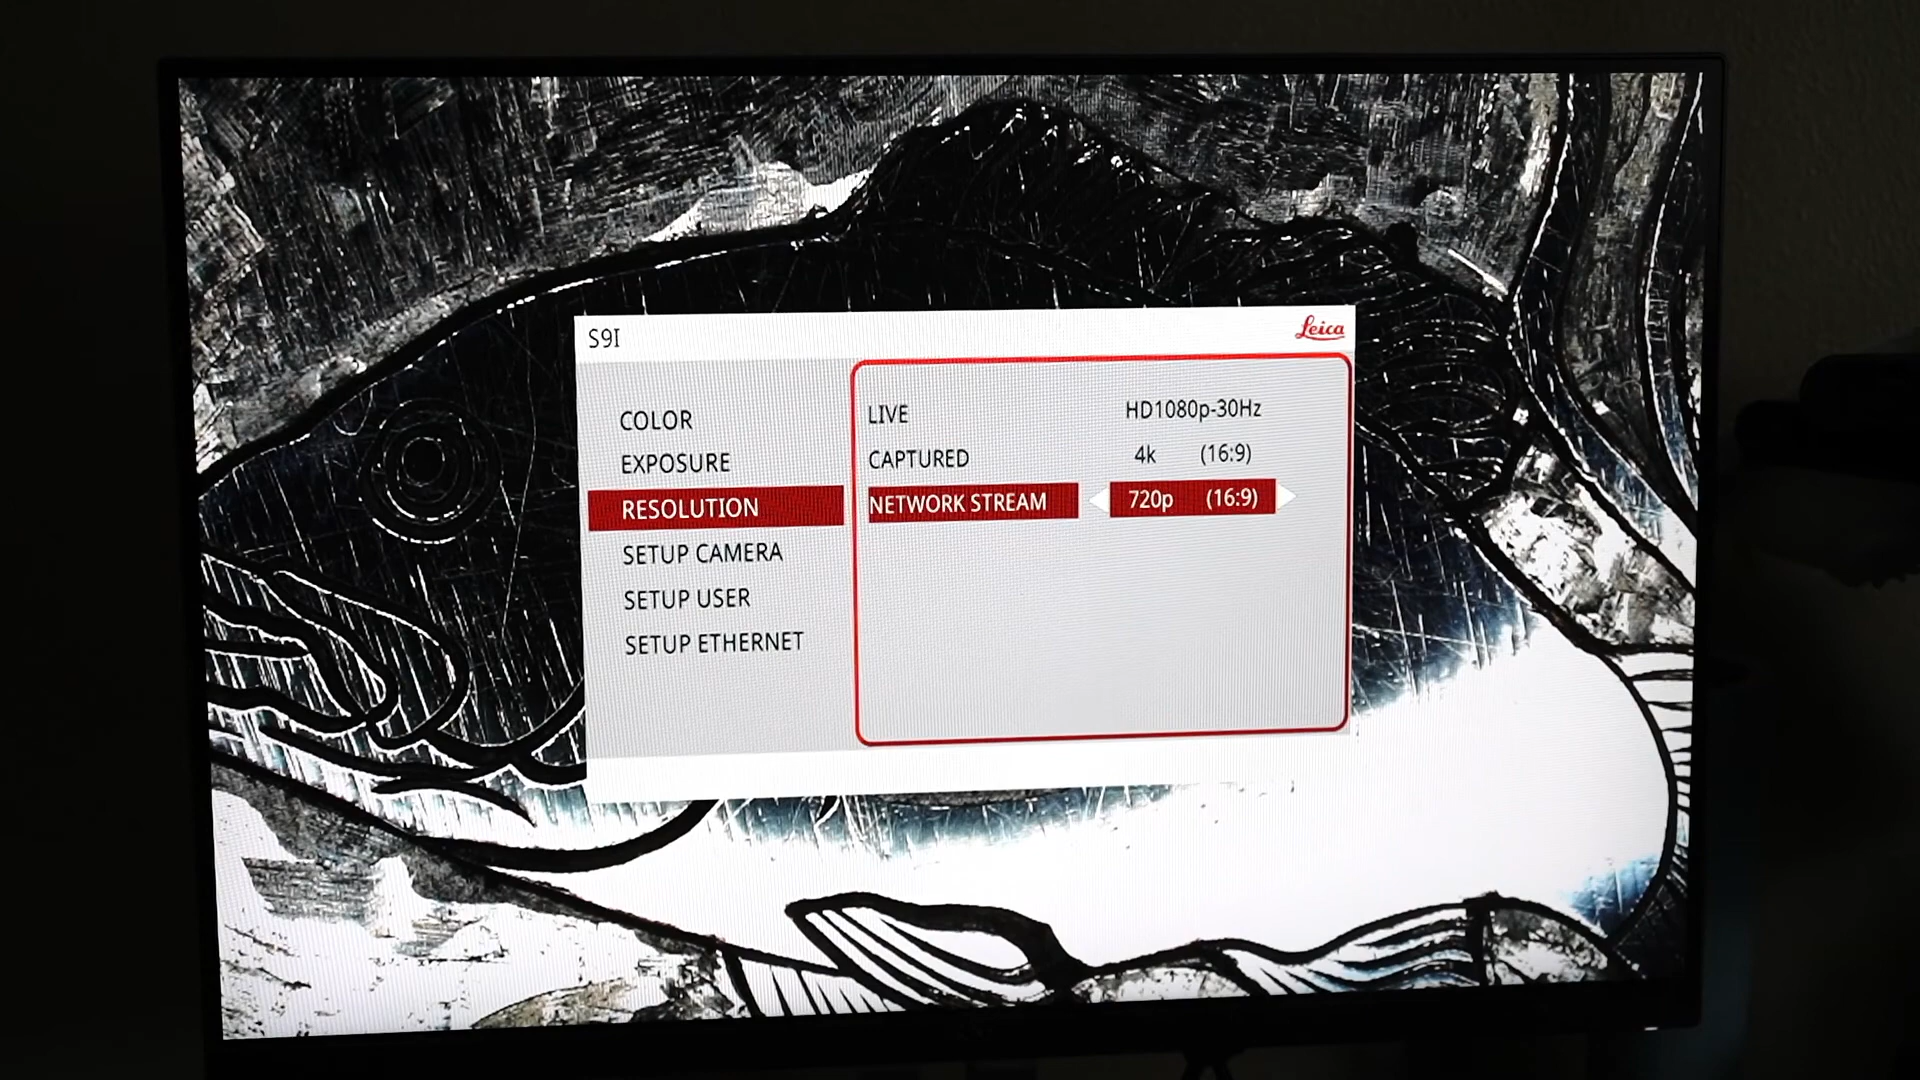 S9I
Leica
COLOR
EXPOSURE
RESOLUTION
SETUP CAMERA
SETUP USER
SETUP ETHERNET
LIVE HD1080p-30Hz
CAPTURED 4k (16:9)
NETWORK STREAM 720p (16:9)